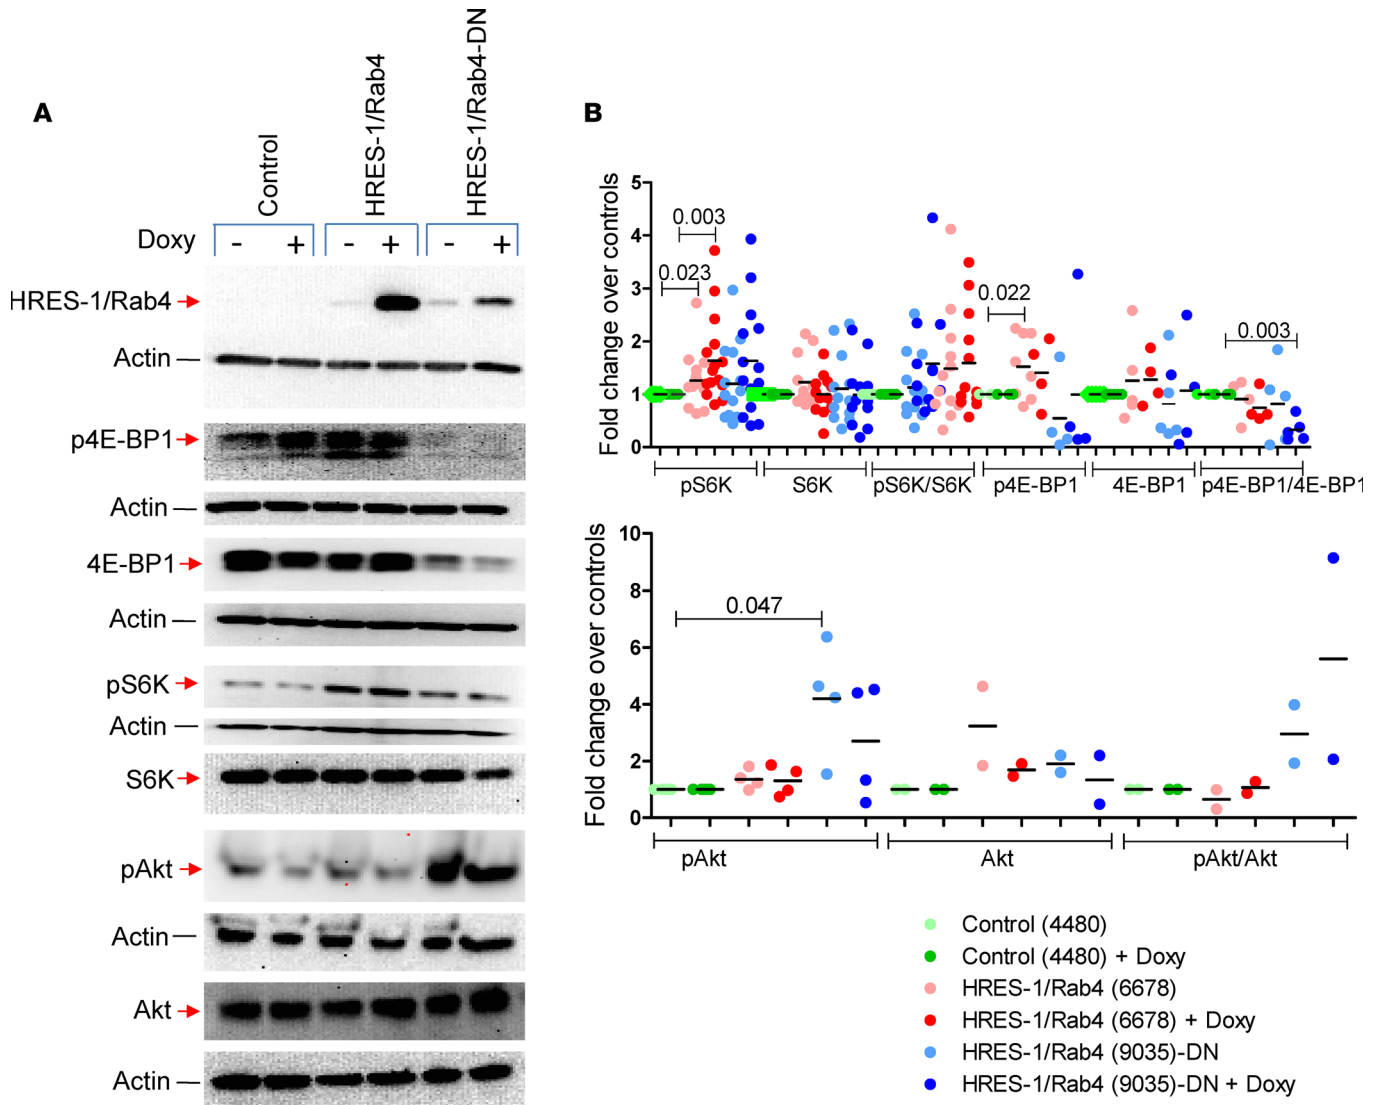 A
Control
HRES-1/Rab4
HRES-1/Rab4-DN
Doxy - + - + - +
HRES-1/Rab4
Actin
p4E-BP1
Actin
4E-BP1
Actin
pS6K
Actin
S6K
pAkt
Actin
Akt
Actin
B
Fold change over controls
5
4
3
2
1
0
0.003
0.023
0.022
0.003
pS6K S6K pS6K/S6K p4E-BP1 4E-BP1 p4E-BP1/4E-BP1
Fold change over controls
10
8
6
4
2
0
0.047
pAkt Akt pAkt/Akt
Control (4480)
Control (4480) + Doxy
HRES-1/Rab4 (6678)
HRES-1/Rab4 (6678) + Doxy
HRES-1/Rab4 (9035)-DN
HRES-1/Rab4 (9035)-DN + Doxy